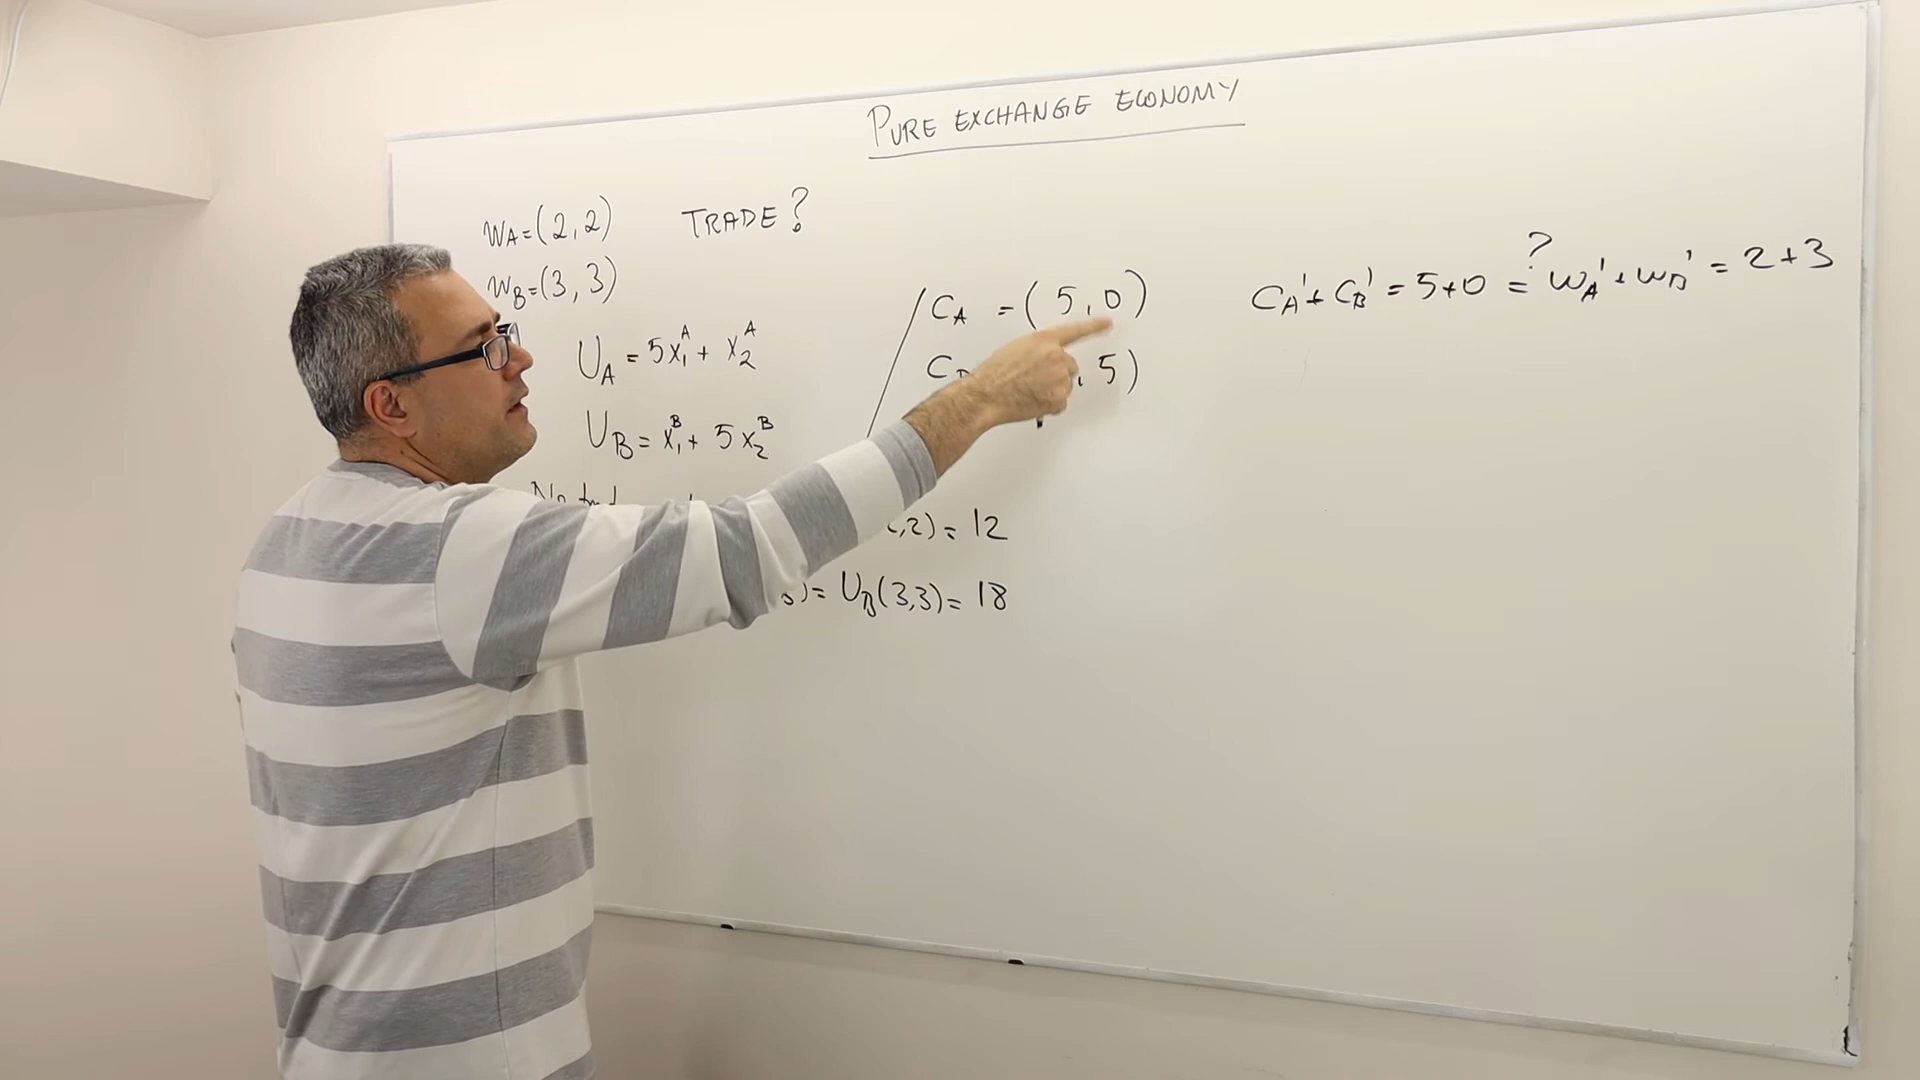 PURE EXCHANGE ECONOMY
WA=(2,2) TRADE?
WB=(3,3)
CA = (5,0)
CA'+CB' = 5+0 =? WA'+WB' = 2+3
UA = 5x₁ᴬ + x₂ᴬ
, 5)
UB = x₁ᴮ + 5x₂ᴮ
No
,2) = 12
)= UB(3,3)= 18